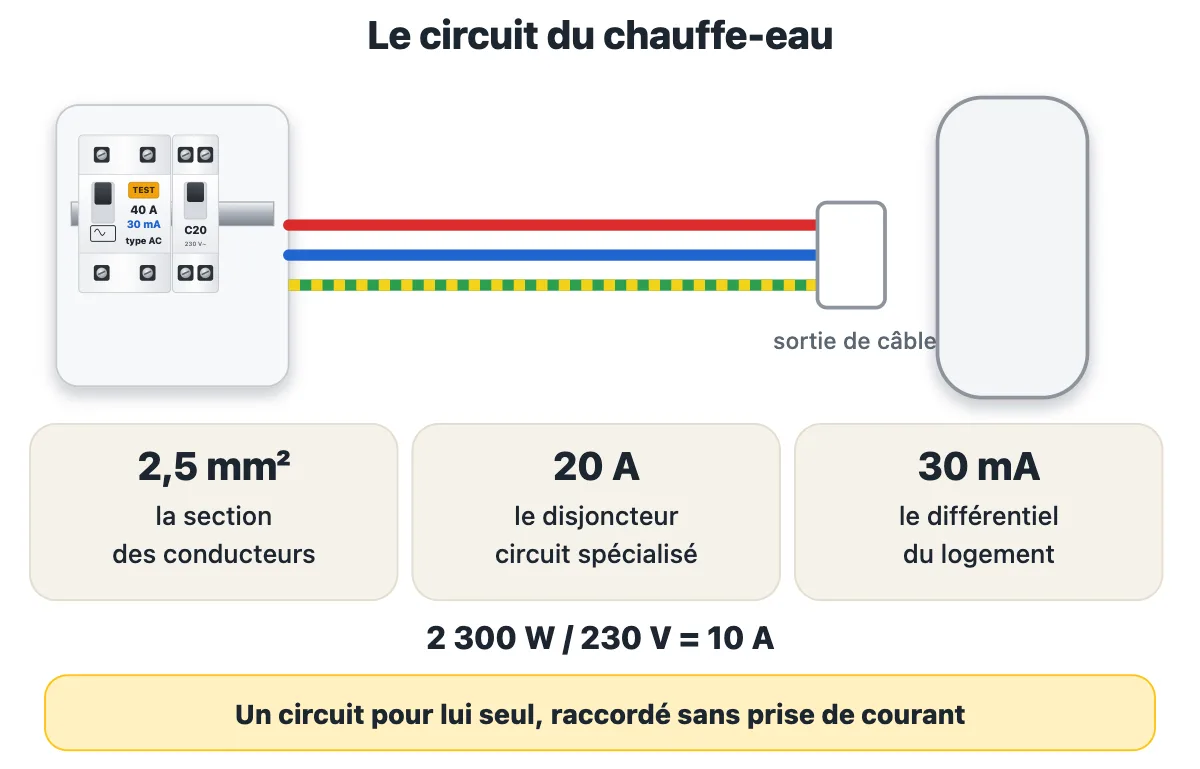 Le circuit du chauffe-eau
TEST
40 A
30 mA
type AC
C20
230 V~
sortie de câble
2,5 mm²
la section
des conducteurs
20 A
le disjoncteur
circuit spécialisé
30 mA
le différentiel
du logement
2 300 W / 230 V = 10 A
Un circuit pour lui seul, raccordé sans prise de courant